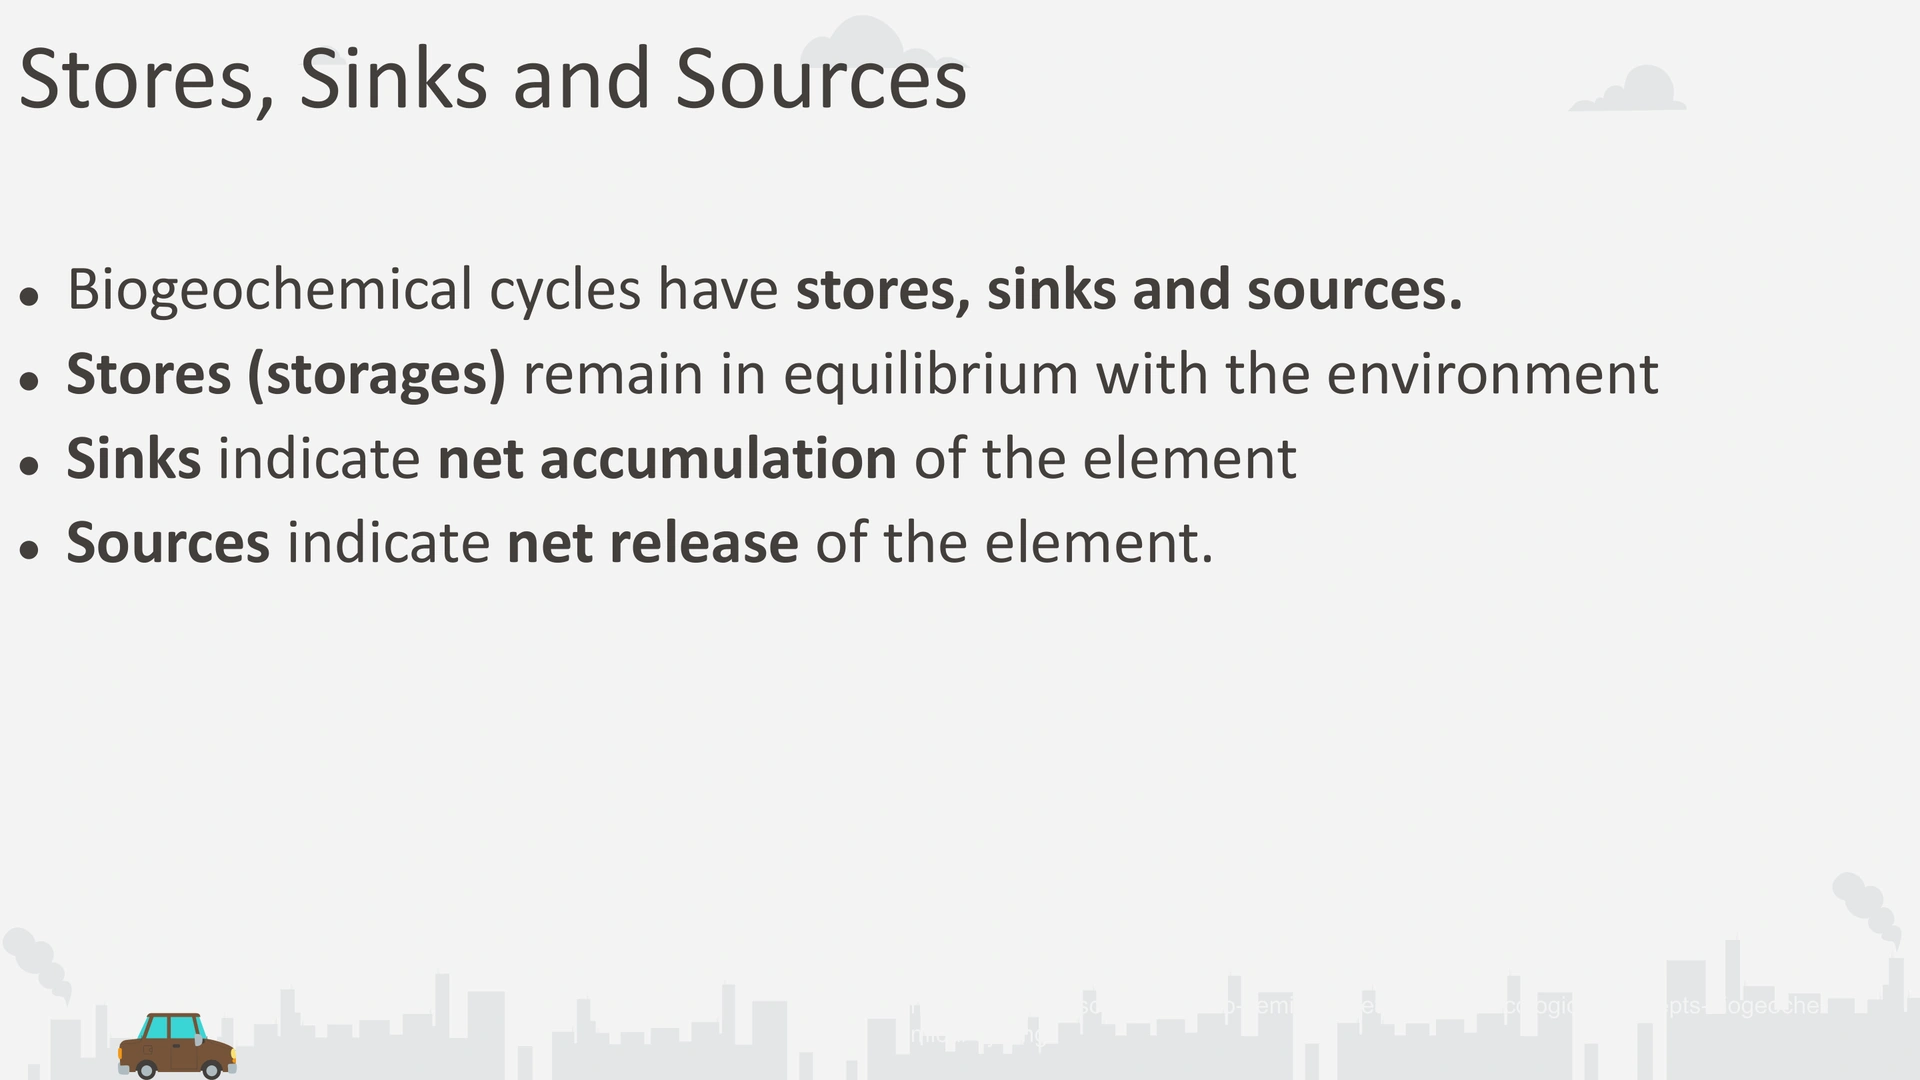 Stores, Sinks and Sources
• Biogeochemical cycles have stores, sinks and sources.
• Stores (storages) remain in equilibrium with the environment
• Sinks indicate net accumulation of the element
• Sources indicate net release of the element.